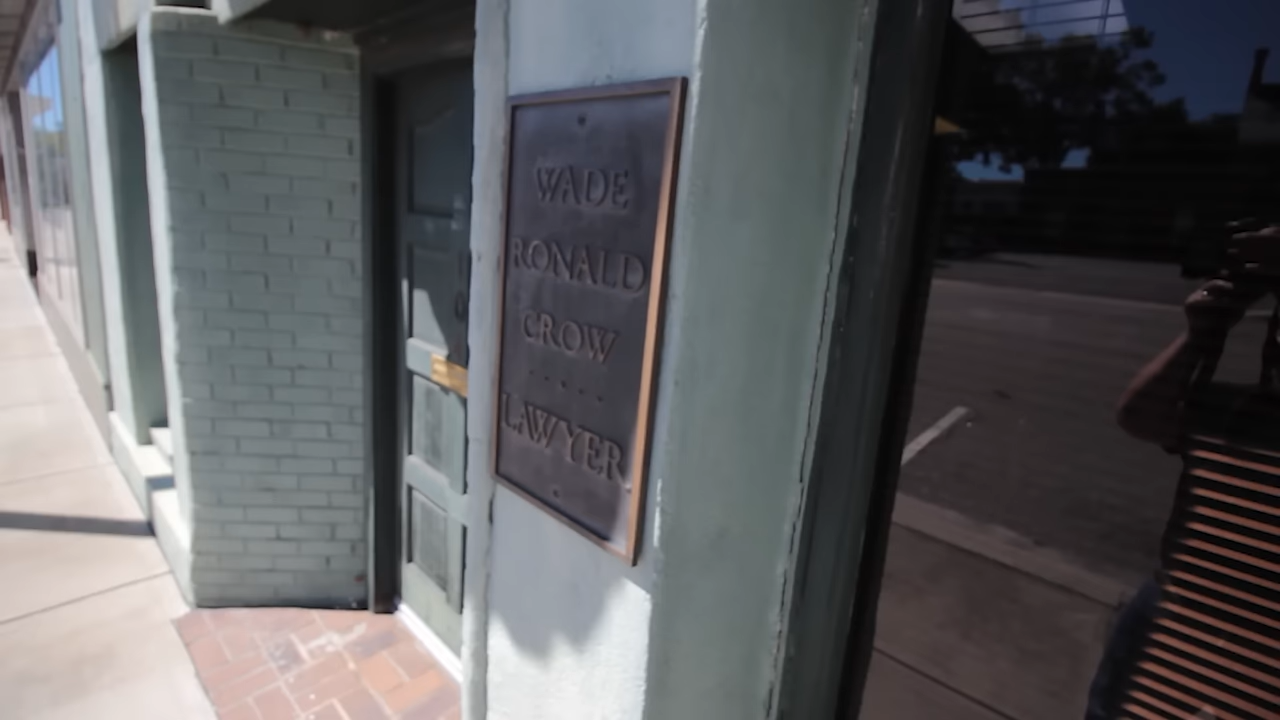 WADE
RONALD
CROW
. . . .
LAWYER